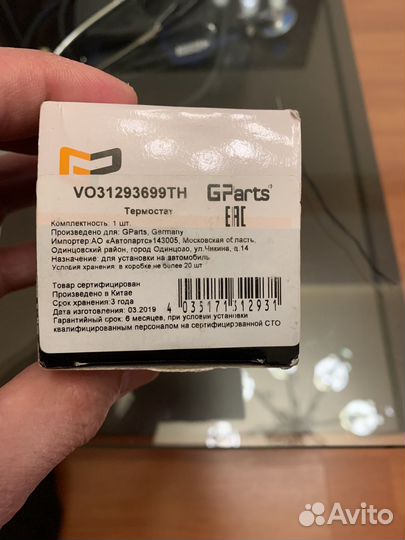 VO31293699TH GParts
Термостат EAC
Комплектность: 1 шт.
Произведено для: GParts, Germany
Импортер: АО «Автопартс»143005, Московская область,
Одинцовский район, город Одинцово, ул.Чикина, д.14
Назначение: для установки на автомобиль
Условия хранения: в коробке не более 20 шт
Товар сертифицирован
Произведено в Китае
Срок хранения:3 года
Дата изготовления: 03.2019
Гарантийный срок: 6 месяцев, при условии установки
квалифицированным персоналом на сертифицированной СТО
4 035171 312931
Avito